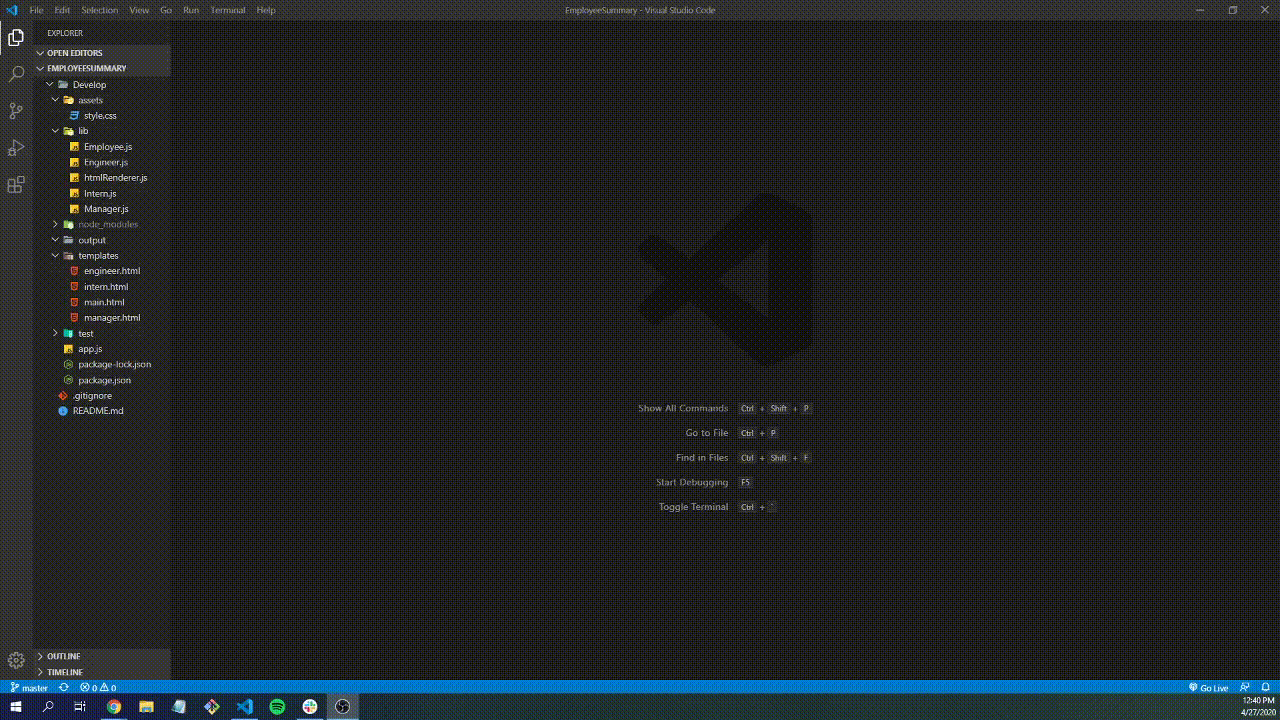 File Edit Selection View Go Run Terminal Help EmployeeSummary - Visual Studio Code
EXPLORER
OPEN EDITORS
EMPLOYEESUMMARY
Develop
assets
style.css
lib
Employee.js
Engineer.js
htmlRenderer.js
Intern.js
Manager.js
node_modules
output
templates
engineer.html
intern.html
main.html
manager.html
test
app.js
package-lock.json
package.json
.gitignore
README.md
Show All Commands Ctrl + Shift + P
Go to File Ctrl + P
Find in Files Ctrl + Shift + F
Start Debugging F5
Toggle Terminal Ctrl + `
OUTLINE
TIMELINE
master 0 0 Go Live
12:40 PM
4/27/2020